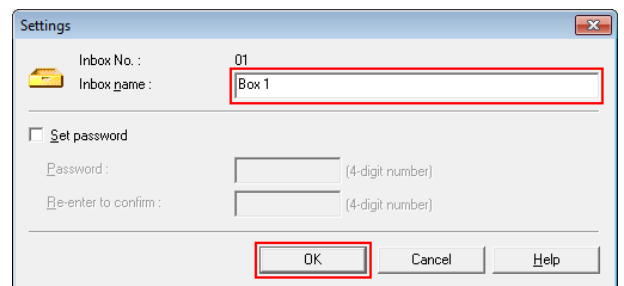 Settings
Inbox No. : 01
Inbox name : Box 1
Set password
Password : (4-digit number)
Re-enter to confirm : (4-digit number)
OK Cancel Help